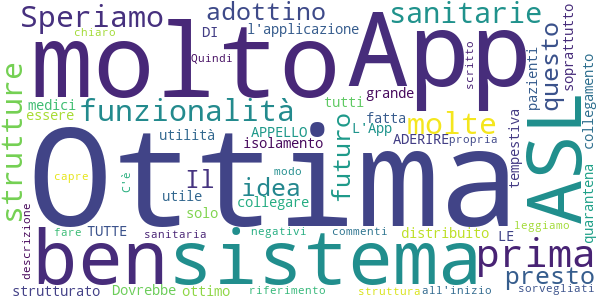 Speriamo
molto
adottino
DI
l'applicazione
chiaro
Quindi
App
sanitarie
scritto
questo
soprattutto
strutture
medici
essere
funzionalità
utilità
APPELLO
isolamento
tutti
grande
L'App
fatta
ADERIRE
molte
propria
tempestiva
pazienti
ASL
collegamento
quarantena
Ottima
capre
c'è
utile
Il
idea
solo
collegare
futuro
modo
distribuito
LE
leggiamo
descrizione
ben
fare
TUTTE
sanitaria
sistema
negativi
commenti
prima
presto
strutturato
Dovrebbe
ottimo
riferimento
struttura
all'inizio
sorvegliati